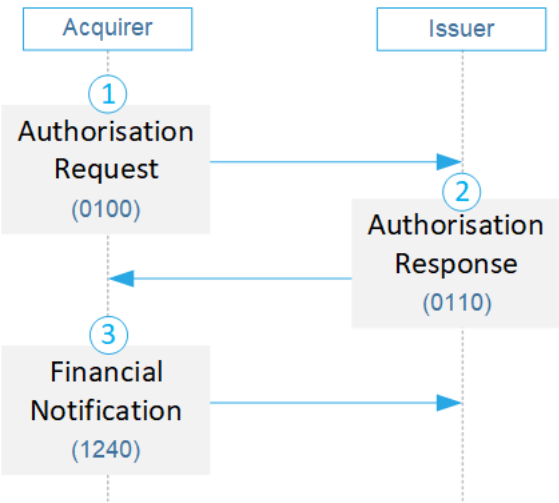 Acquirer
Issuer
1
Authorisation
Request
(0100)
2
Authorisation
Response
(0110)
3
Financial
Notification
(1240)